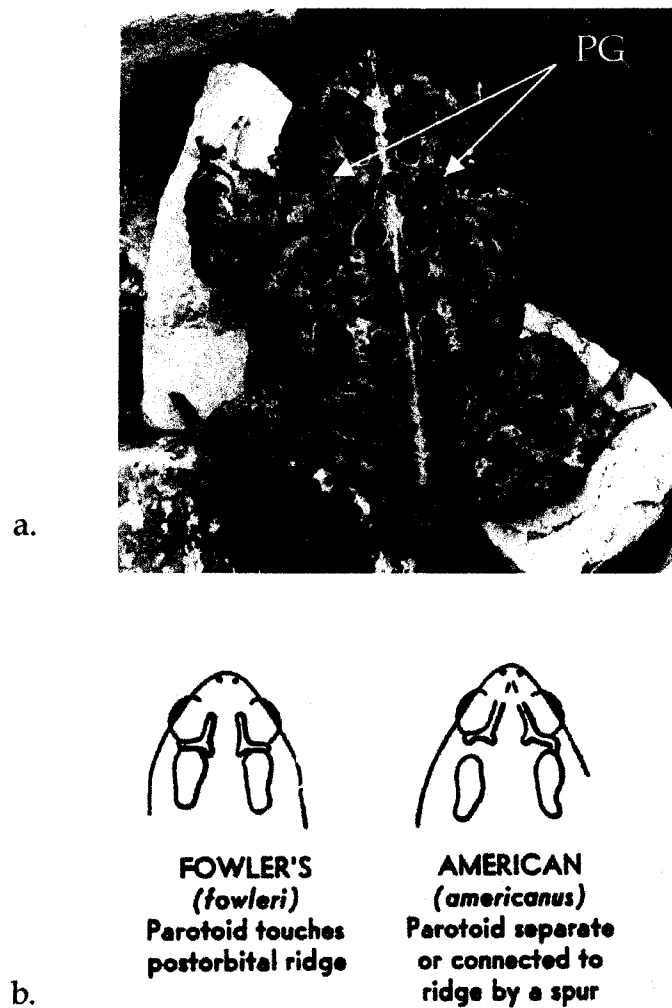 PG
a.
FOWLER'S
(fowleri)
Parotoid touches
postorbital ridge
AMERICAN
(americanus)
Parotoid separate
or connected to
ridge by a spur
b.